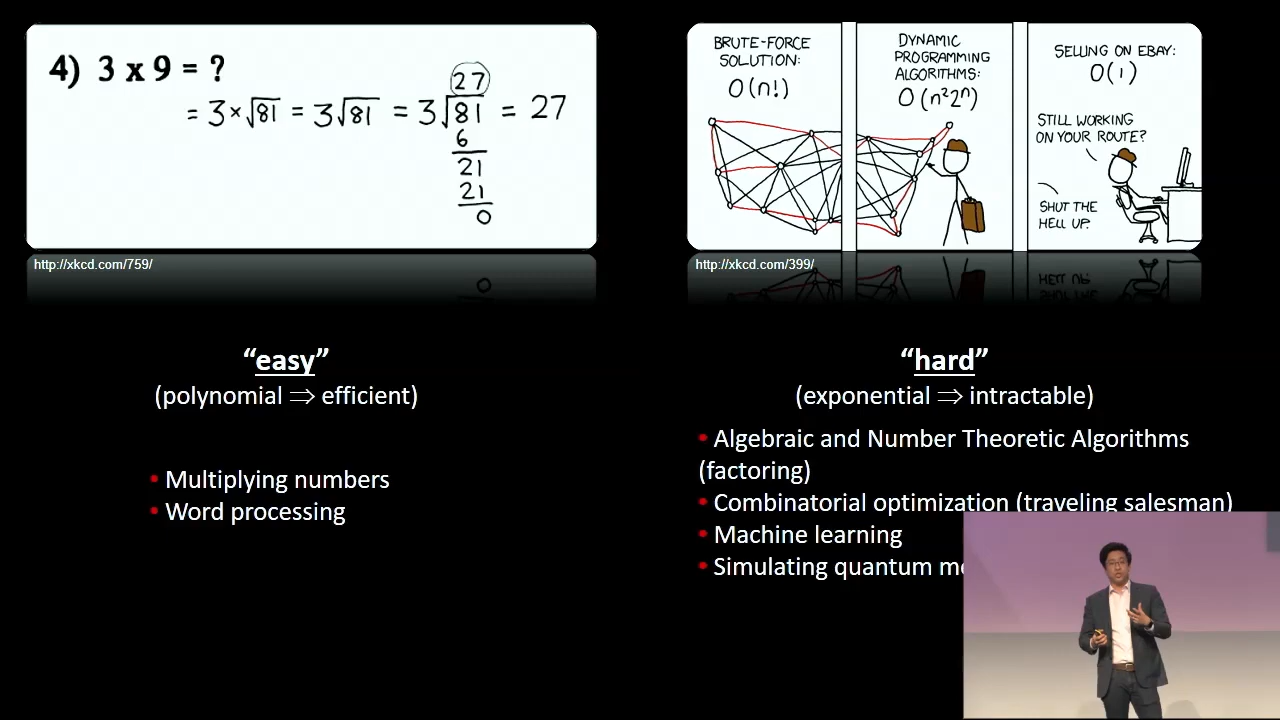 4) 3 x 9 = ?
= 3 × √81 = 3√81 = 3√81 = 27
27
6
21
21
0
http://xkcd.com/759/
BRUTE-FORCE
SOLUTION:
O(n!)
DYNAMIC
PROGRAMMING
ALGORITHMS:
O(n²2ⁿ)
SELLING ON EBAY:
O(1)
STILL WORKING
ON YOUR ROUTE?
SHUT THE
HELL UP.
http://xkcd.com/399/
“easy”
(polynomial ⇒ efficient)
• Multiplying numbers
• Word processing
“hard”
(exponential ⇒ intractable)
• Algebraic and Number Theoretic Algorithms
(factoring)
• Combinatorial optimization (traveling salesman)
• Machine learning
• Simulating quantum